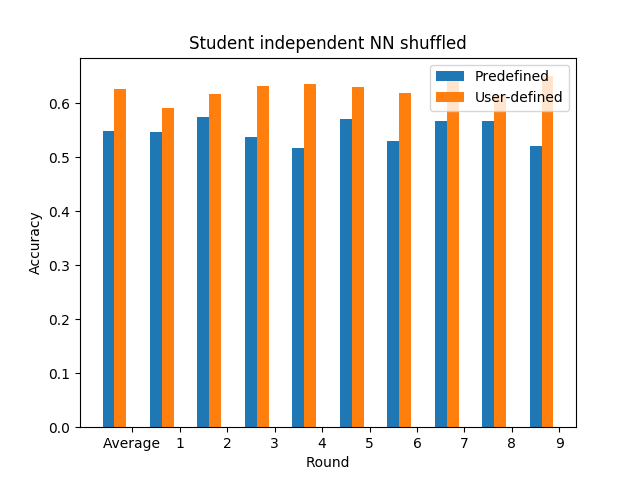 Student independent NN shuffled
Predefined
User-defined
Accuracy
0.6
0.5
0.4
0.3
0.2
0.1
0.0
Average 1 2 3 4 5 6 7 8 9
Round